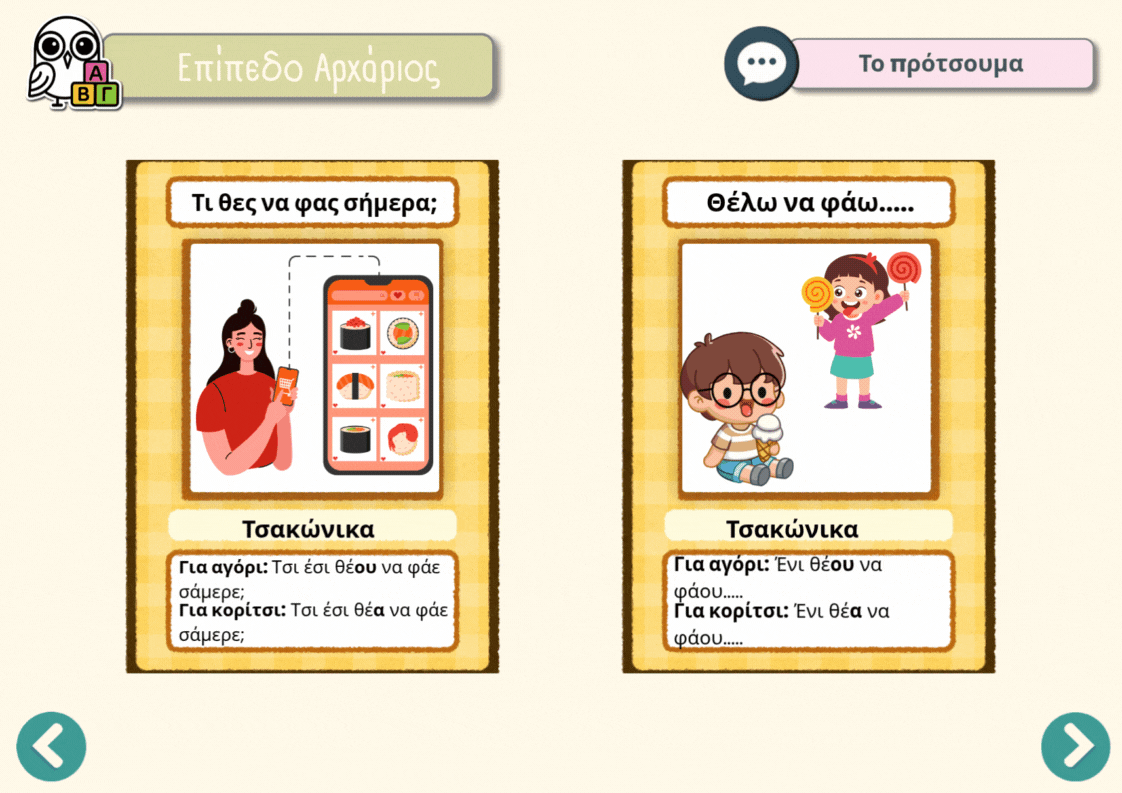 Επίπεδο Αρχάριος
Το πρότσουμα
Α
Β Γ
Τι θες να φας σήμερα;
Τσακώνικα
Για αγόρι: Τσι έσι θέου να φάε
σάμερε;
Για κορίτσι: Τσι έσι θέα να φάε
σάμερε;
Θέλω να φάω.....
Τσακώνικα
Για αγόρι: Ένι θέου να
φάου.....
Για κορίτσι: Ένι θέα να
φάου.....